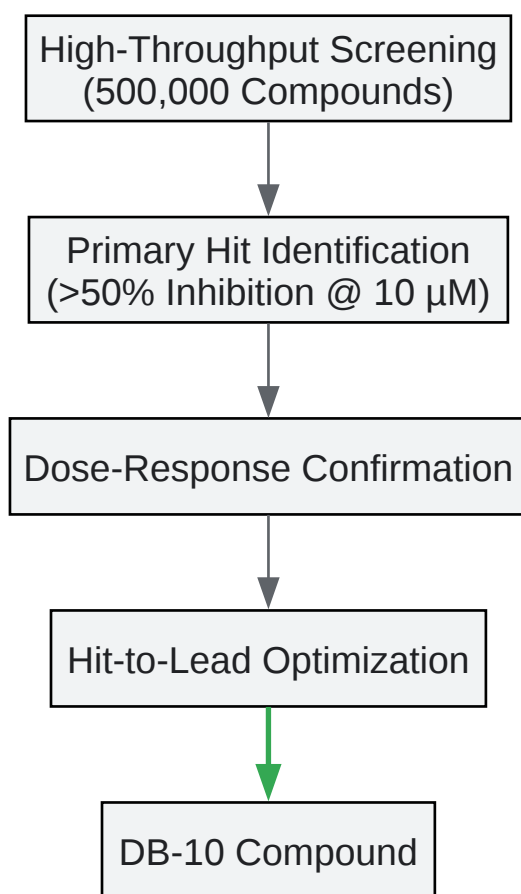 High-Throughput Screening
(500,000 Compounds)
Primary Hit Identification
(>50% Inhibition @ 10 µM)
Dose-Response Confirmation
Hit-to-Lead Optimization
DB-10 Compound